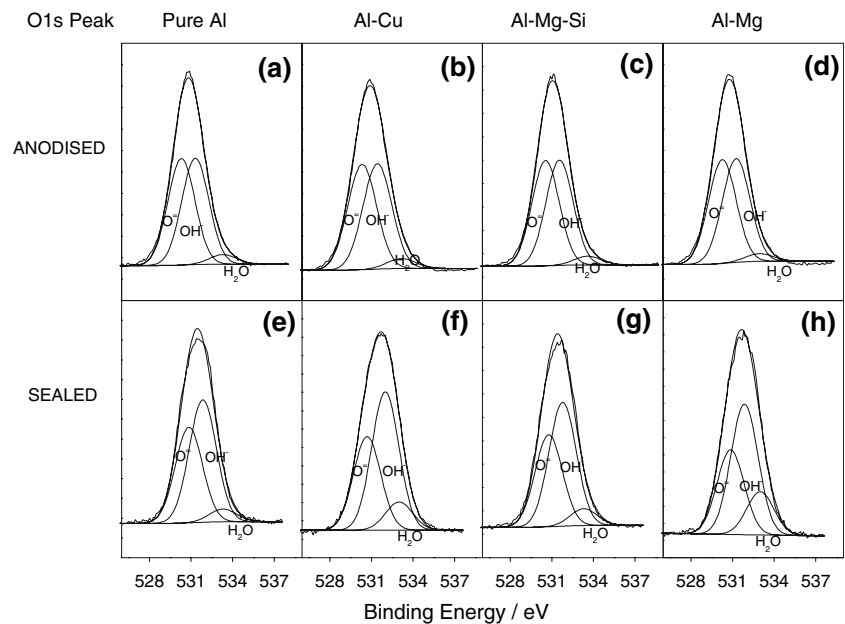 O1s Peak Pure Al Al-Cu Al-Mg-Si Al-Mg
(a) (b) (c) (d)
ANODISED
O= OH- O= OH- O= OH- O= OH-
H2O H2O H2O H2O
(e) (f) (g) (h)
SEALED
O= OH- O= OH- O= OH- O= OH-
H2O H2O H2O H2O
528 531 534 537 528 531 534 537 528 531 534 537 528 531 534 537
Binding Energy / eV